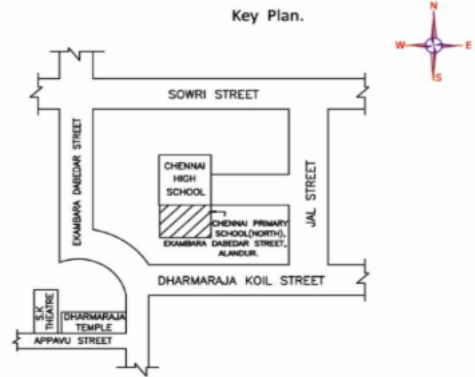 Key Plan.
N
W
E
S
SOWRI STREET
EKAMBARA DABEDAR STREET
CHENNAI
HIGH
SCHOOL
JAL STREET
CHENNAI PRIMARY
SCHOOL(NORTH),
EKAMBARA DABEDAR STREET,
ALANDUR.
DHARMARAJA KOIL STREET
S.K
THEATRE
DHARMARAJA
TEMPLE
APPAVU STREET